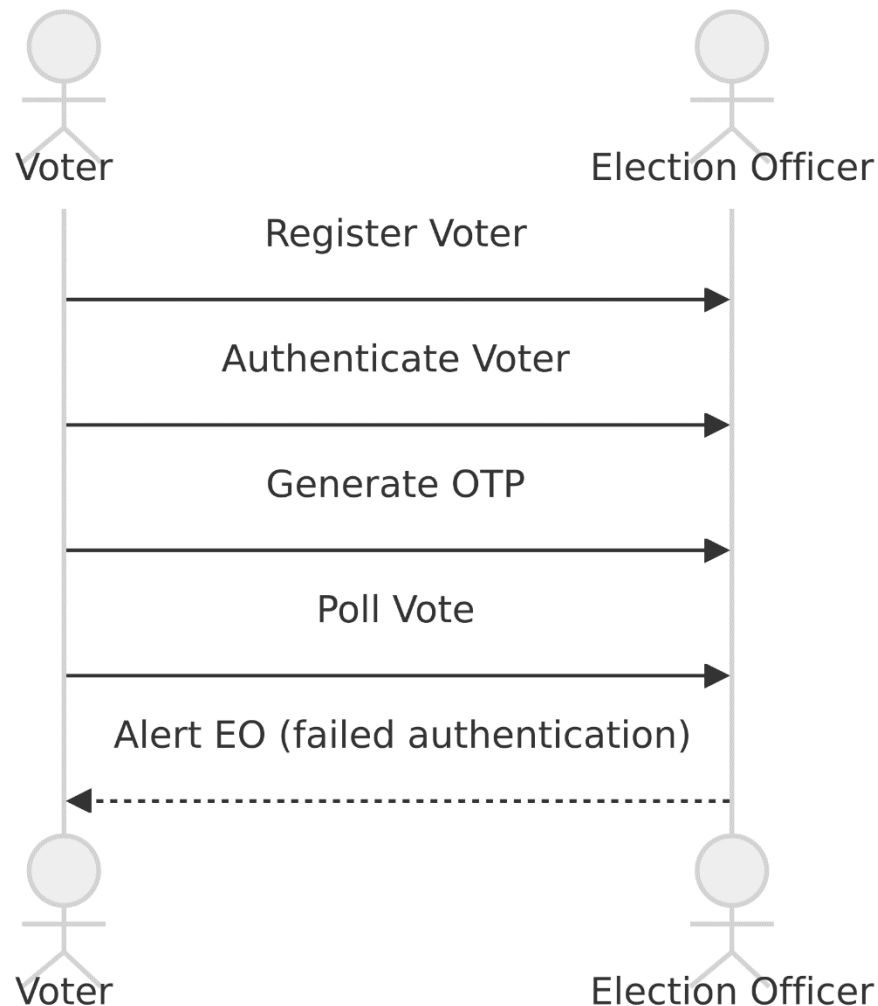 Voter
Election Officer
Register Voter
Authenticate Voter
Generate OTP
Poll Vote
Alert EO (failed authentication)
Voter
Election Officer